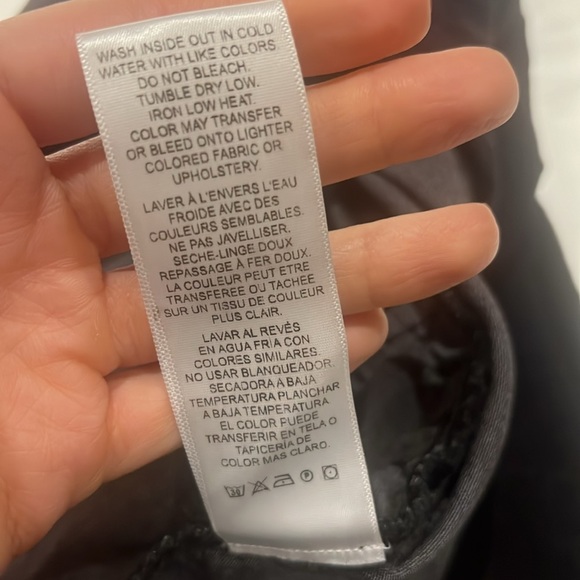 WASH INSIDE OUT IN COLD
WATER WITH LIKE COLORS
DO NOT BLEACH.
TUMBLE DRY LOW.
IRON LOW HEAT.
COLOR MAY TRANSFER
OR BLEED ONTO LIGHTER
COLORED FABRIC OR
UPHOLSTERY.
LAVER À L'ENVERS L'EAU
FROIDE AVEC DES
COULEURS SEMBLABLES.
NE PAS JAVELLISER.
SECHE-LINGE DOUX
REPASSAGE À FER DOUX.
LA COULEUR PEUT ETRE
TRANSFEREE OU TACHEE
SUR UN TISSU DE COULEUR
PLUS CLAIR.
LAVAR AL REVÉS
EN AGUA FRIA CON
COLORES SIMILARES.
NO USAR BLANQUEADOR.
SECADORA A BAJA
TEMPERATURA PLANCHAR
A BAJA TEMPERATURA
EL COLOR PUEDE
TRANSFERIR EN TELA O
TAPICERÍA DE
COLOR MAS CLARO.